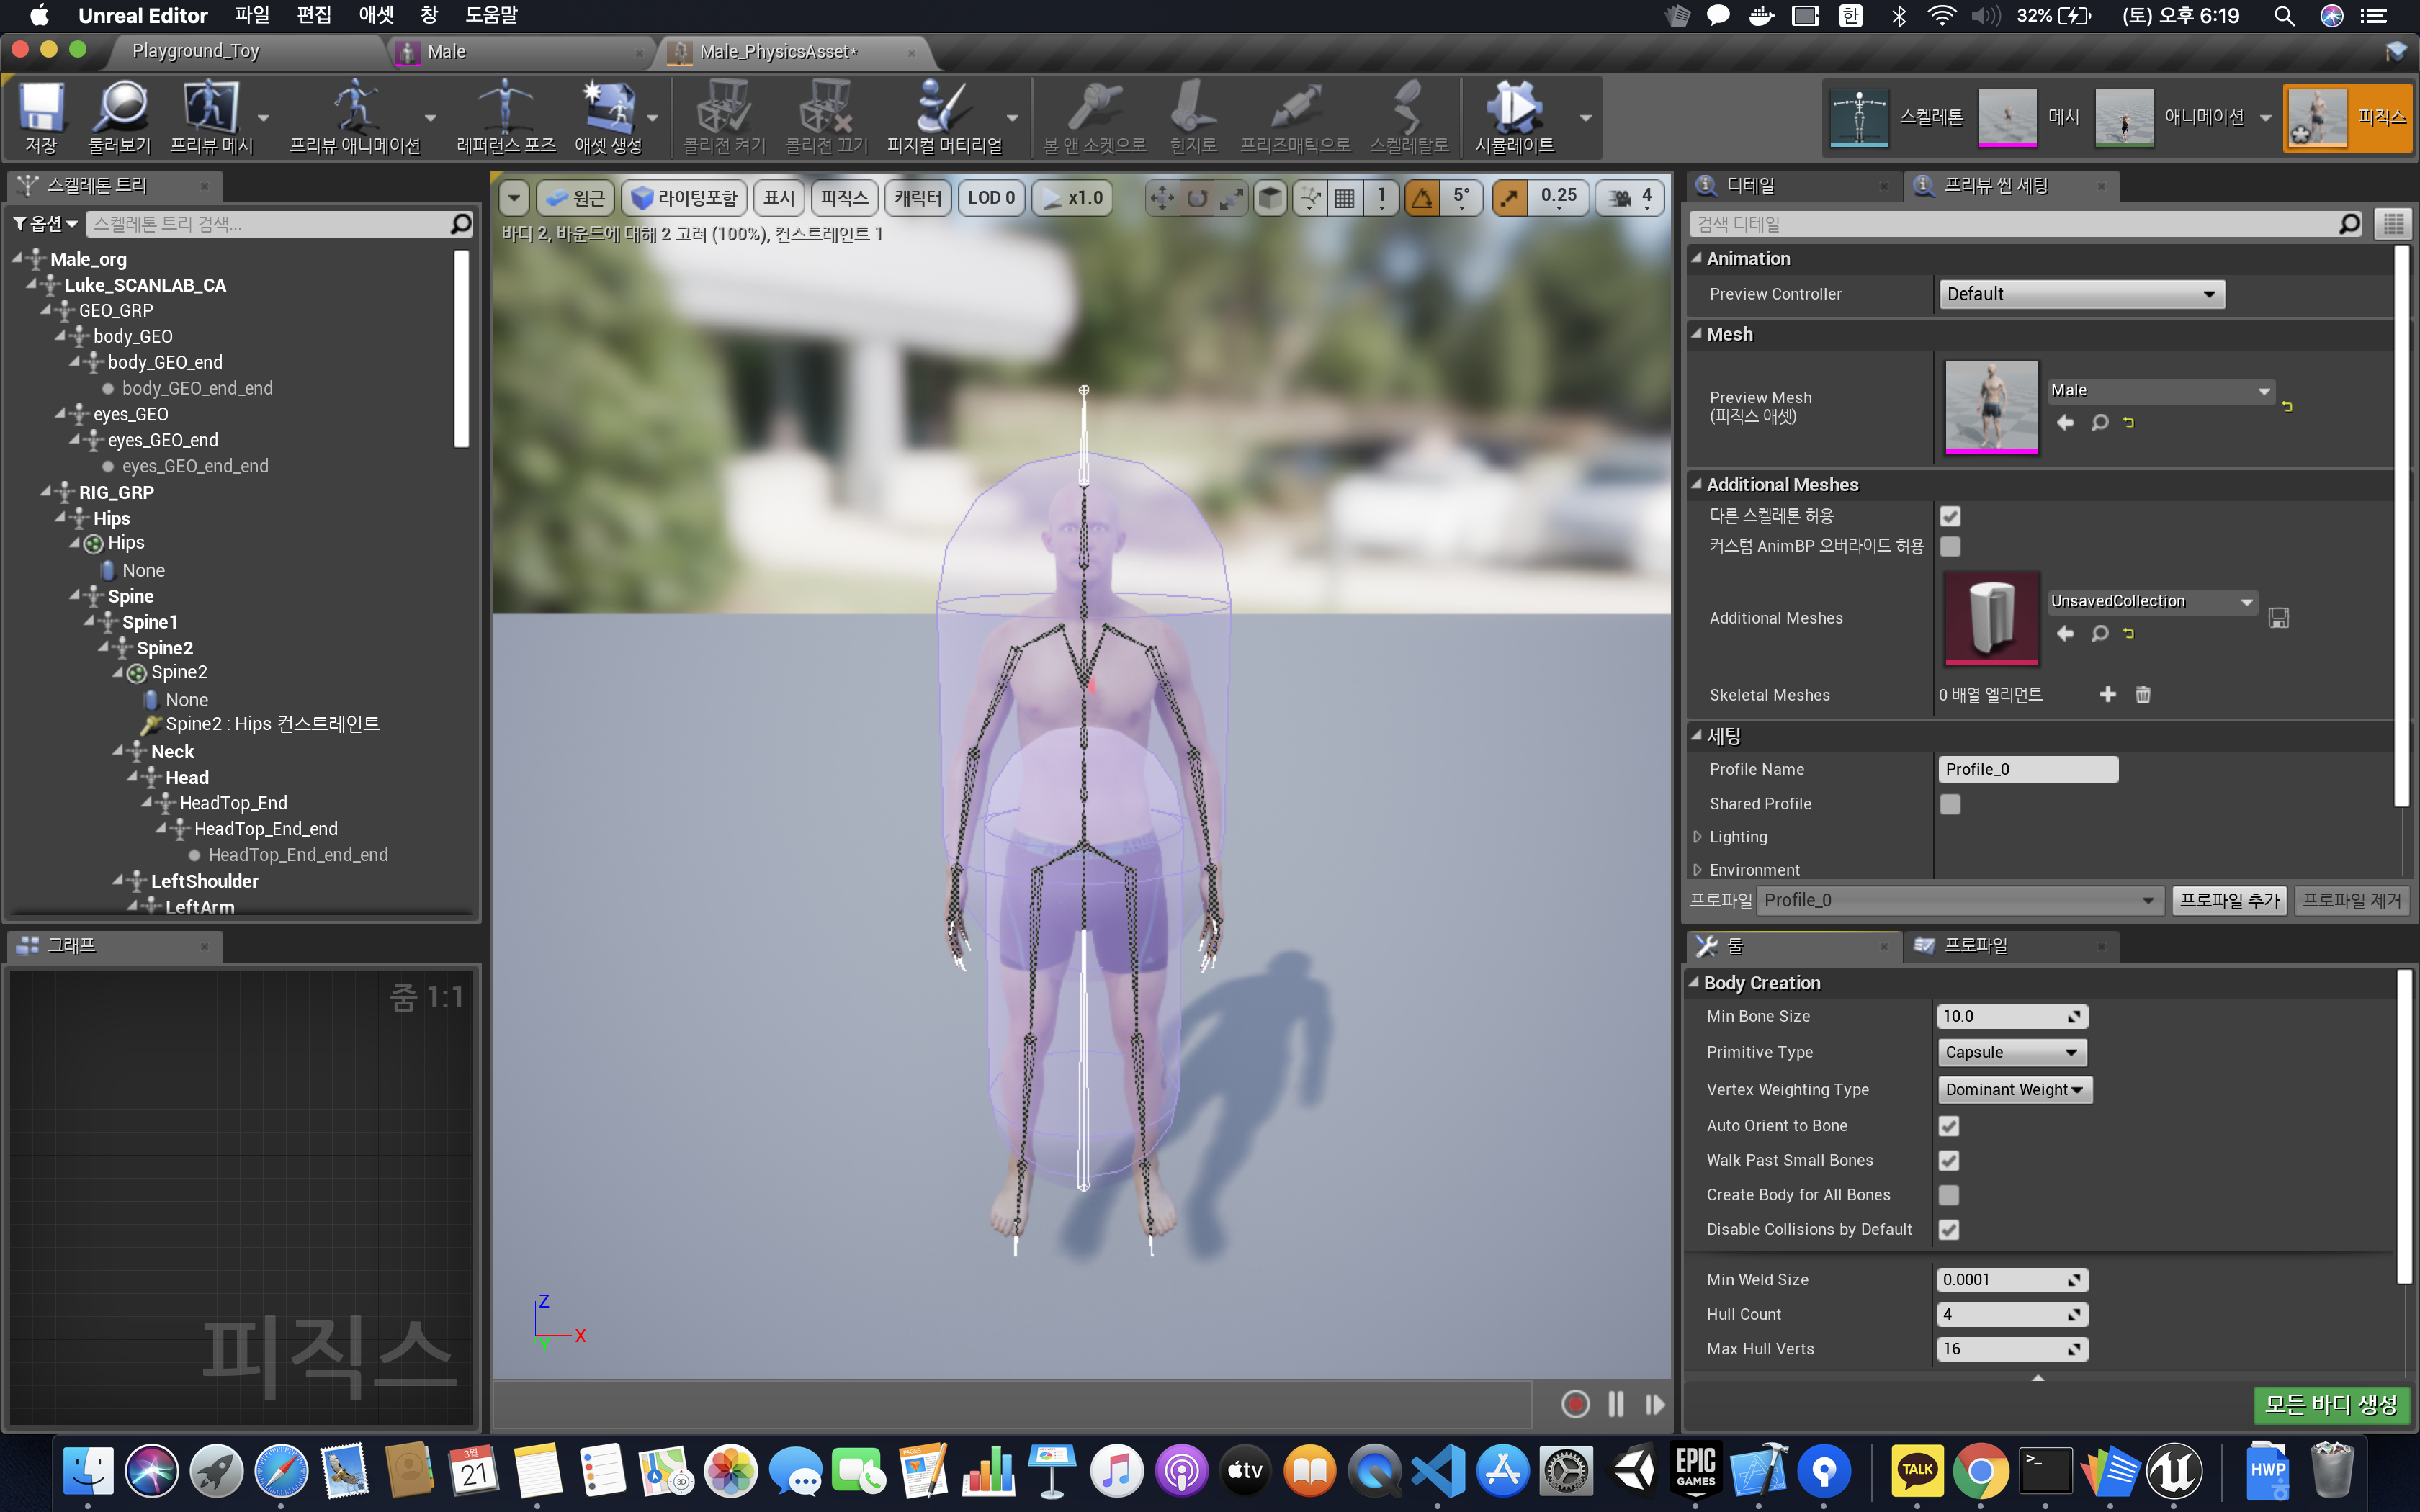 Unreal Editor 파일 편집 애셋 창 도움말 한 32% (토) 오후 6:19
Playground_Toy Male Male_PhysicsAsset*
저장 둘러보기 프리뷰 메시 프리뷰 애니메이션 레퍼런스 포즈 애셋 생성 콜리전 켜기 콜리전 끄기 피지컬 머티리얼 볼 앤 소켓으로 힌지로 프리즈매틱으로 스켈레탈로 시뮬레이트 스켈레톤 메시 애니메이션 피직스
스켈레톤 트리
옵션 스켈레톤 트리 검색...
Male_org
Luke_SCANLAB_CA
GEO_GRP
body_GEO
body_GEO_end
body_GEO_end_end
eyes_GEO
eyes_GEO_end
eyes_GEO_end_end
RIG_GRP
Hips
Hips
None
Spine
Spine1
Spine2
Spine2
None
Spine2 : Hips 컨스트레인트
Neck
Head
HeadTop_End
HeadTop_End_end
HeadTop_End_end_end
LeftShoulder
LeftArm
그래프
줌 1:1
피직스
원근 라이팅포함 표시 피직스 캐릭터 LOD 0 x1.0 1 5° 0.25 4
바디 2, 바운드에 대해 2 고려 (100%), 컨스트레인트 1
Z
X
Y
디테일 프리뷰 씬 세팅
검색 디테일
Animation
Preview Controller Default
Mesh
Preview Mesh
(피직스 애셋)
Male
Additional Meshes
다른 스켈레톤 허용
커스텀 AnimBP 오버라이드 허용
Additional Meshes UnsavedCollection
Skeletal Meshes 0 배열 엘리먼트
세팅
Profile Name Profile_0
Shared Profile
Lighting
Environment
프로파일 Profile_0 프로파일 추가 프로파일 제거
툴 프로파일
Body Creation
Min Bone Size 10.0
Primitive Type Capsule
Vertex Weighting Type Dominant Weight
Auto Orient to Bone
Walk Past Small Bones
Create Body for All Bones
Disable Collisions by Default
Min Weld Size 0.0001
Hull Count 4
Max Hull Verts 16
모든 바디 생성
3월
21
PAGES
3D
tv
EPIC
GAMES
TALK
>_
HWP